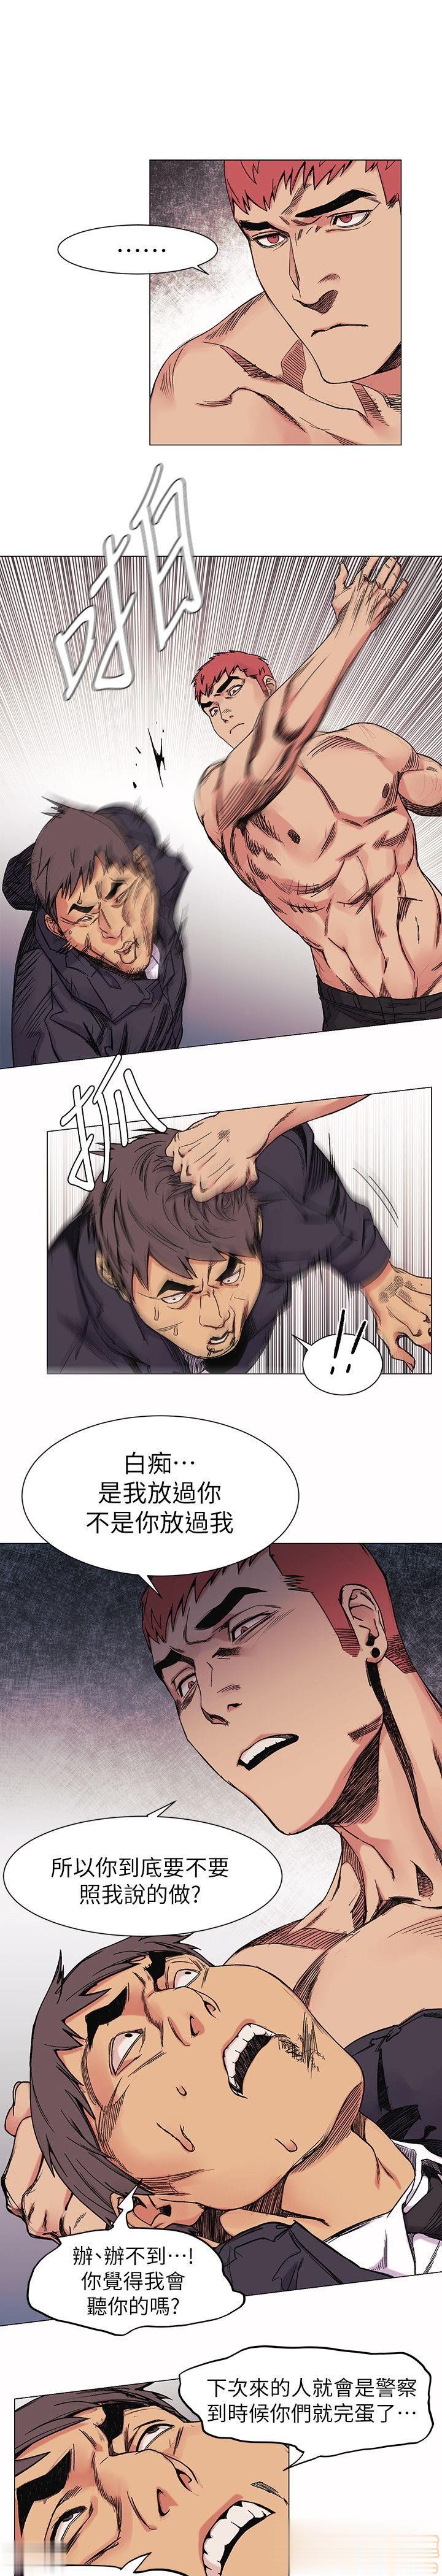 ……
啪
抓
!!
白痴…
是我放過你
不是你放過我
所以你到底要不要
照我說的做?
辦、辦不到…!
你覺得我會
聽你的嗎?
下次來的人就會是警察
到時候你們就完蛋了…